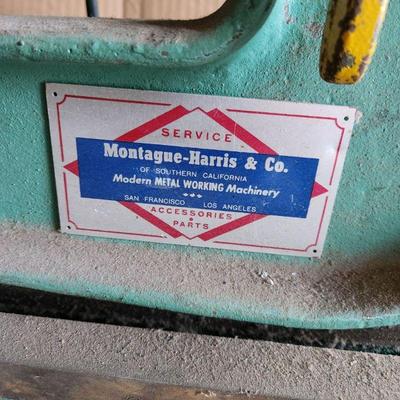 SERVICE
Montague-Harris & Co.
OF SOUTHERN CALIFORNIA
Modern METAL WORKING Machinery
SAN FRANCISCO LOS ANGELES
ACCESSORIES
PARTS